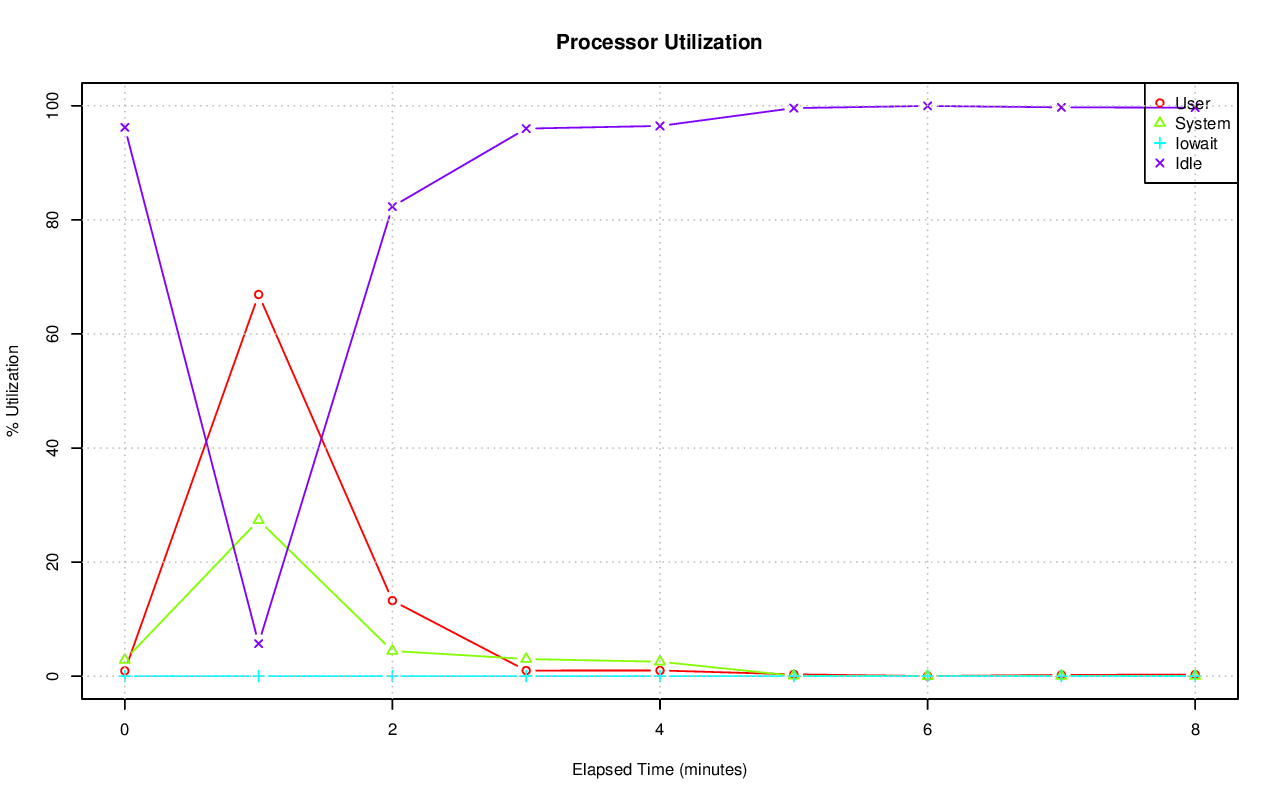 Processor Utilization
% Utilization
100
80
60
40
20
0
User
System
Iowait
Idle
0 2 4 6 8
Elapsed Time (minutes)